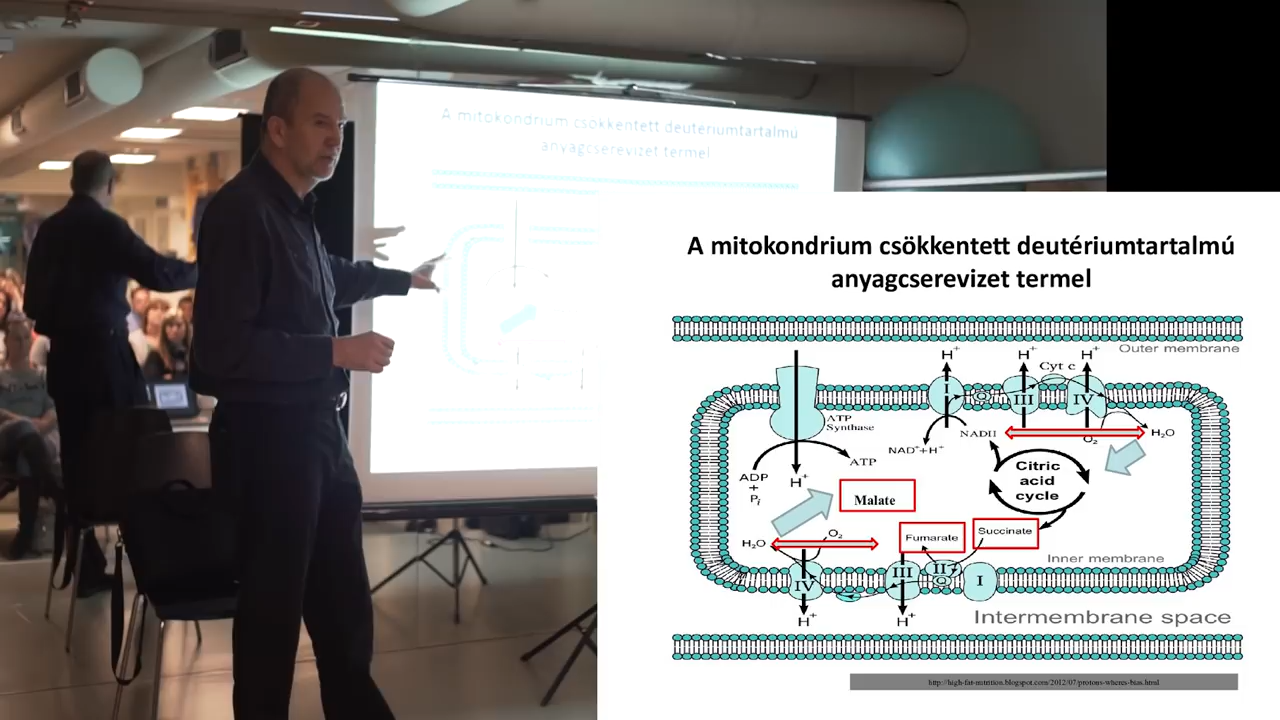 A mitokondrium csökkentett deutériumtartalmú
anyagcserevizet termel
A mitokondrium csökkentett deutériumtartalmú
anyagcserevizet termel
Outer membrane
H+ H+ H+
Cyt c
I Q III IV
ATP
Synthase
NADH O2 H2O
NAD++H+
ATP
ADP
+
Pi
H+
Citric
acid
cycle
Malate
H2O O2
Fumarate
Succinate
Inner membrane
IV III II Q I
H+ H+
Intermembrane space
http://high-fat-nutrition.blogspot.com/2012/07/protons-wheres-bias.html